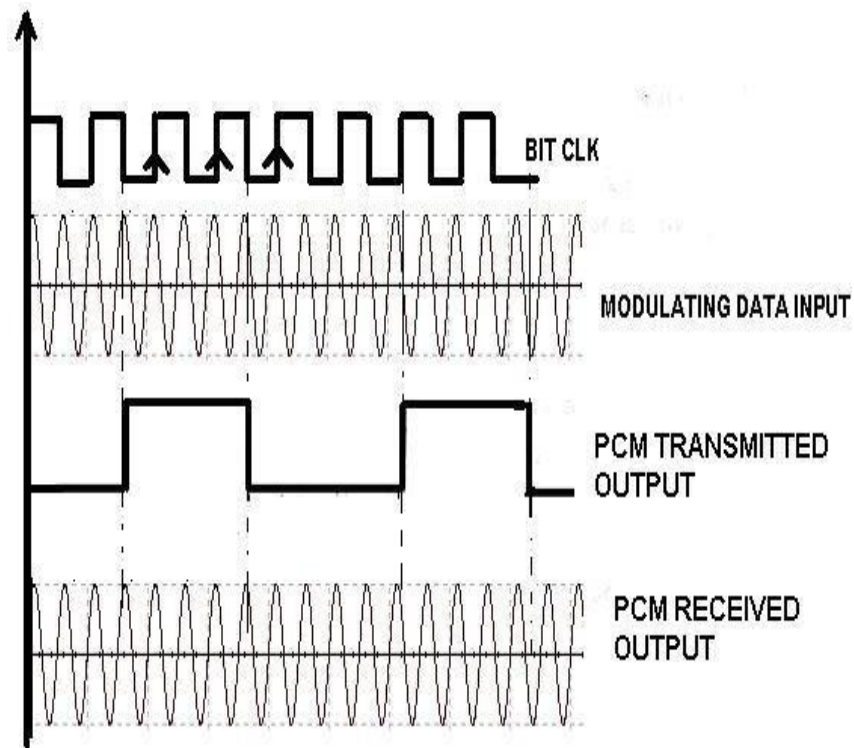 BIT CLK
MODULATING DATA INPUT
PCM TRANSMITTED
OUTPUT
PCM RECEIVED
OUTPUT